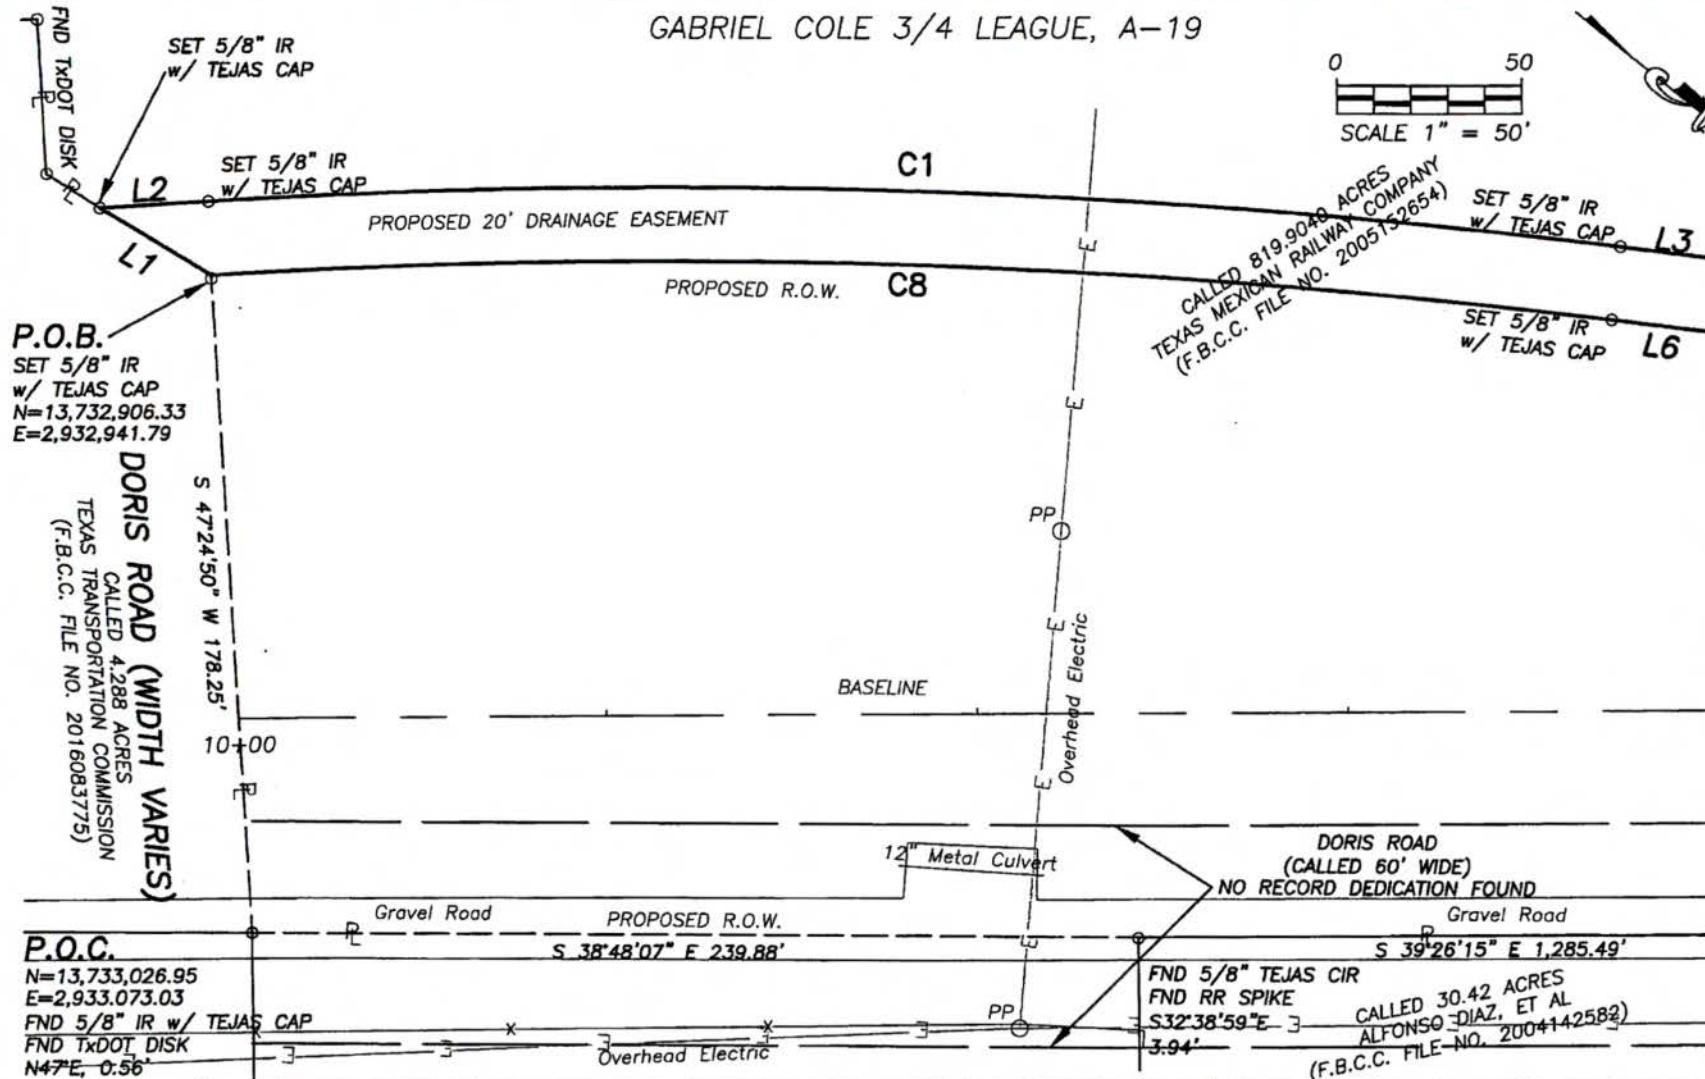 GABRIEL COLE 3/4 LEAGUE, A-19
FND TxDOT DISK
PL
PL
SET 5/8" IR
w/ TEJAS CAP
0 50
SCALE 1" = 50'
L2
SET 5/8" IR
w/ TEJAS CAP
C1
PROPOSED 20' DRAINAGE EASEMENT
CALLED 819.9040 ACRES
TEXAS MEXICAN RAILWAY COMPANY
(F.B.C.C. FILE NO. 2005152654)
SET 5/8" IR
w/ TEJAS CAP
L3
L1
PROPOSED R.O.W.
C8
E
SET 5/8" IR
w/ TEJAS CAP
L6
P.O.B.
SET 5/8" IR
w/ TEJAS CAP
N=13,732,906.33
E=2,932,941.79
E
S 47°24'50" W 178.25'
DORIS ROAD (WIDTH VARIES)
CALLED 4.288 ACRES
TEXAS TRANSPORTATION COMMISSION
(F.B.C.C. FILE NO. 2016083775)
PP
E
Overhead Electric
BASELINE
10+00
PL
E
12" Metal Culvert
DORIS ROAD
(CALLED 60' WIDE)
NO RECORD DEDICATION FOUND
Gravel Road
PROPOSED R.O.W.
Gravel Road
PL
E
PL
S 38°48'07" E 239.88'
S 39°26'15" E 1,285.49'
P.O.C.
N=13,733,026.95
E=2,933.073.03
FND 5/8" IR w/ TEJAS CAP
FND TxDOT DISK
N47°E, 0.56'
FND 5/8" TEJAS CIR
FND RR SPIKE
S32°38'59"E
3.94'
PP
x x x
E E E E E E E
Overhead Electric
CALLED 30.42 ACRES
ALFONSO DIAZ, ET AL
(F.B.C.C. FILE NO. 2004142582)